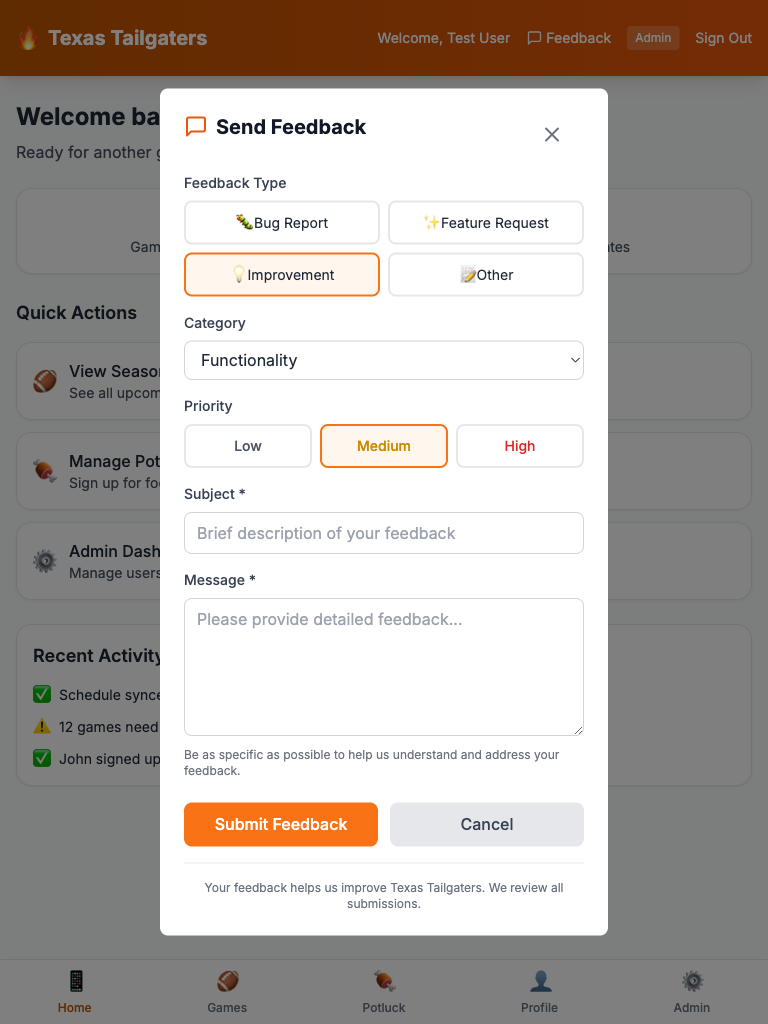 Texas Tailgaters
Welcome, Test User
Feedback
Admin
Sign Out
Welcome ba
Ready for another
Send Feedback
Feedback Type
Bug Report
Feature Request
Improvement
Other
Category
Functionality
Priority
Low
Medium
High
Subject *
Brief description of your feedback
Message *
Please provide detailed feedback...
Be as specific as possible to help us understand and address your
feedback.
Submit Feedback
Cancel
Your feedback helps us improve Texas Tailgaters. We review all
submissions.
Gam
tes
Quick Actions
View Seaso
See all upcom
Manage Pot
Sign up for foo
Admin Dash
Manage users
Recent Activity
Schedule synce
12 games need
John signed up
Home
Games
Potluck
Profile
Admin